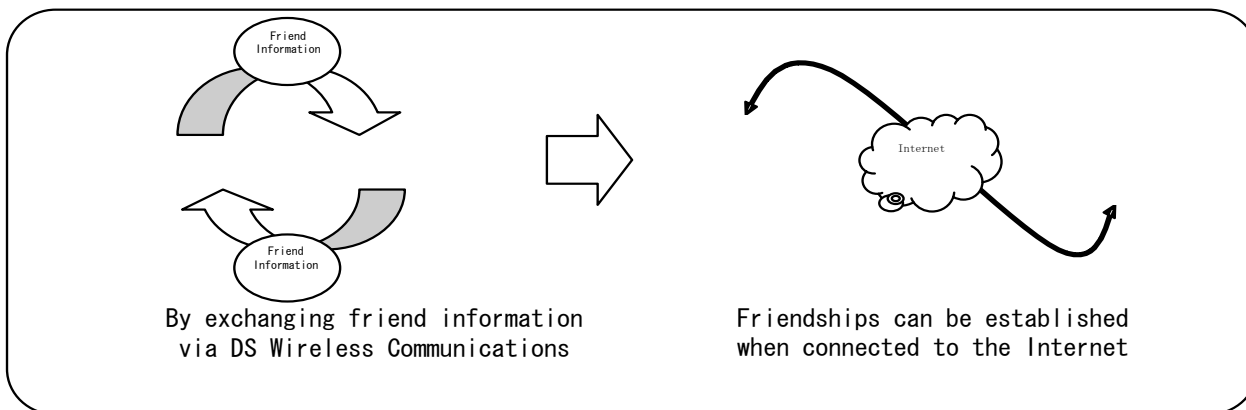 Friend
Information
Friend
Information
By exchanging friend information
via DS Wireless Communications
Internet
Friendships can be established
when connected to the Internet